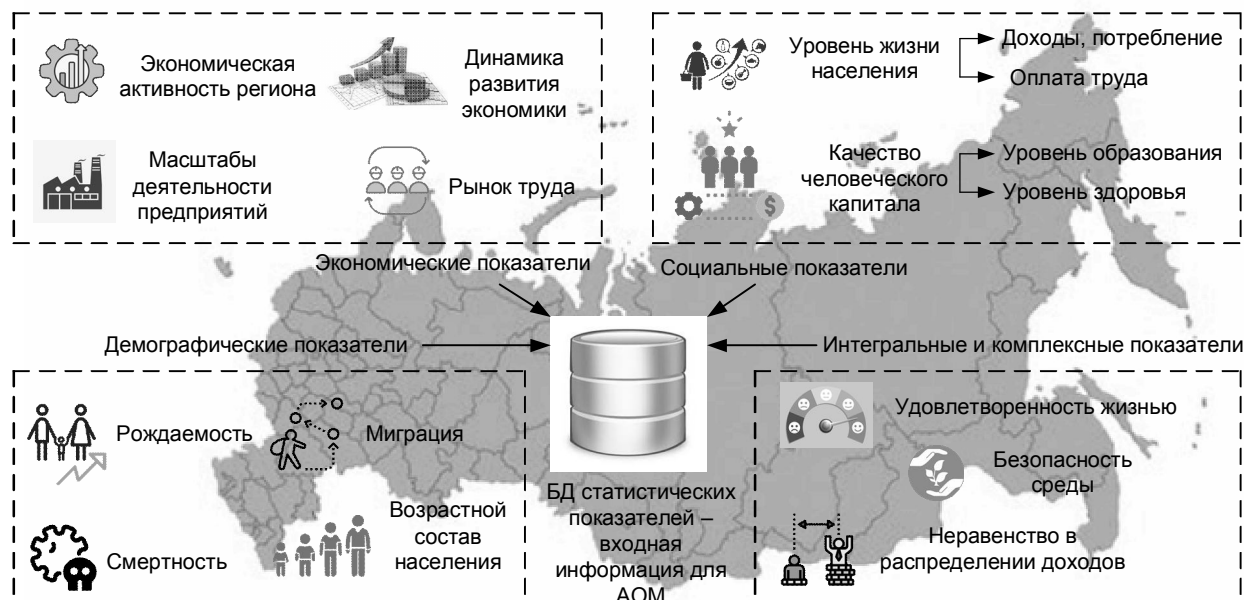 Экономическая
активность региона
Динамика
развития
экономики
Масштабы
деятельности
предприятий
Рынок труда
Уровень жизни
населения
Доходы, потребление
Оплата труда
Качество
человеческого
капитала
Уровень образования
Уровень здоровья
Экономические показатели
Социальные показатели
Демографические показатели
Интегральные и комплексные показатели
Рождаемость
Миграция
Смертность
Возрастной
состав
населения
БД статистических
показателей –
входная
информация для
АОМ
Удовлетворенность жизнью
Безопасность
среды
Неравенство в
распределении доходов